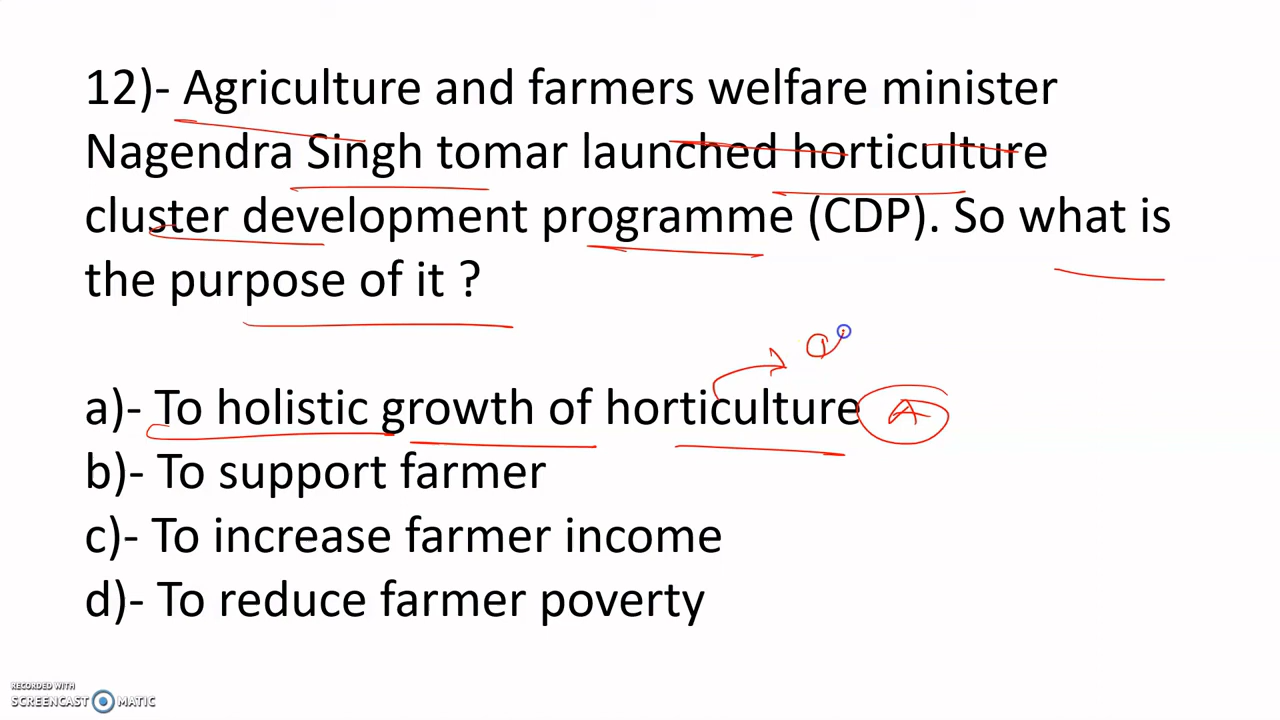 12)- Agriculture and farmers welfare minister
Nagendra Singh tomar launched horticulture
cluster development programme (CDP). So what is
the purpose of it ?
a)- To holistic growth of horticulture A
b)- To support farmer
c)- To increase farmer income
d)- To reduce farmer poverty
RECORDED WITH
SCREENCAST MATIC